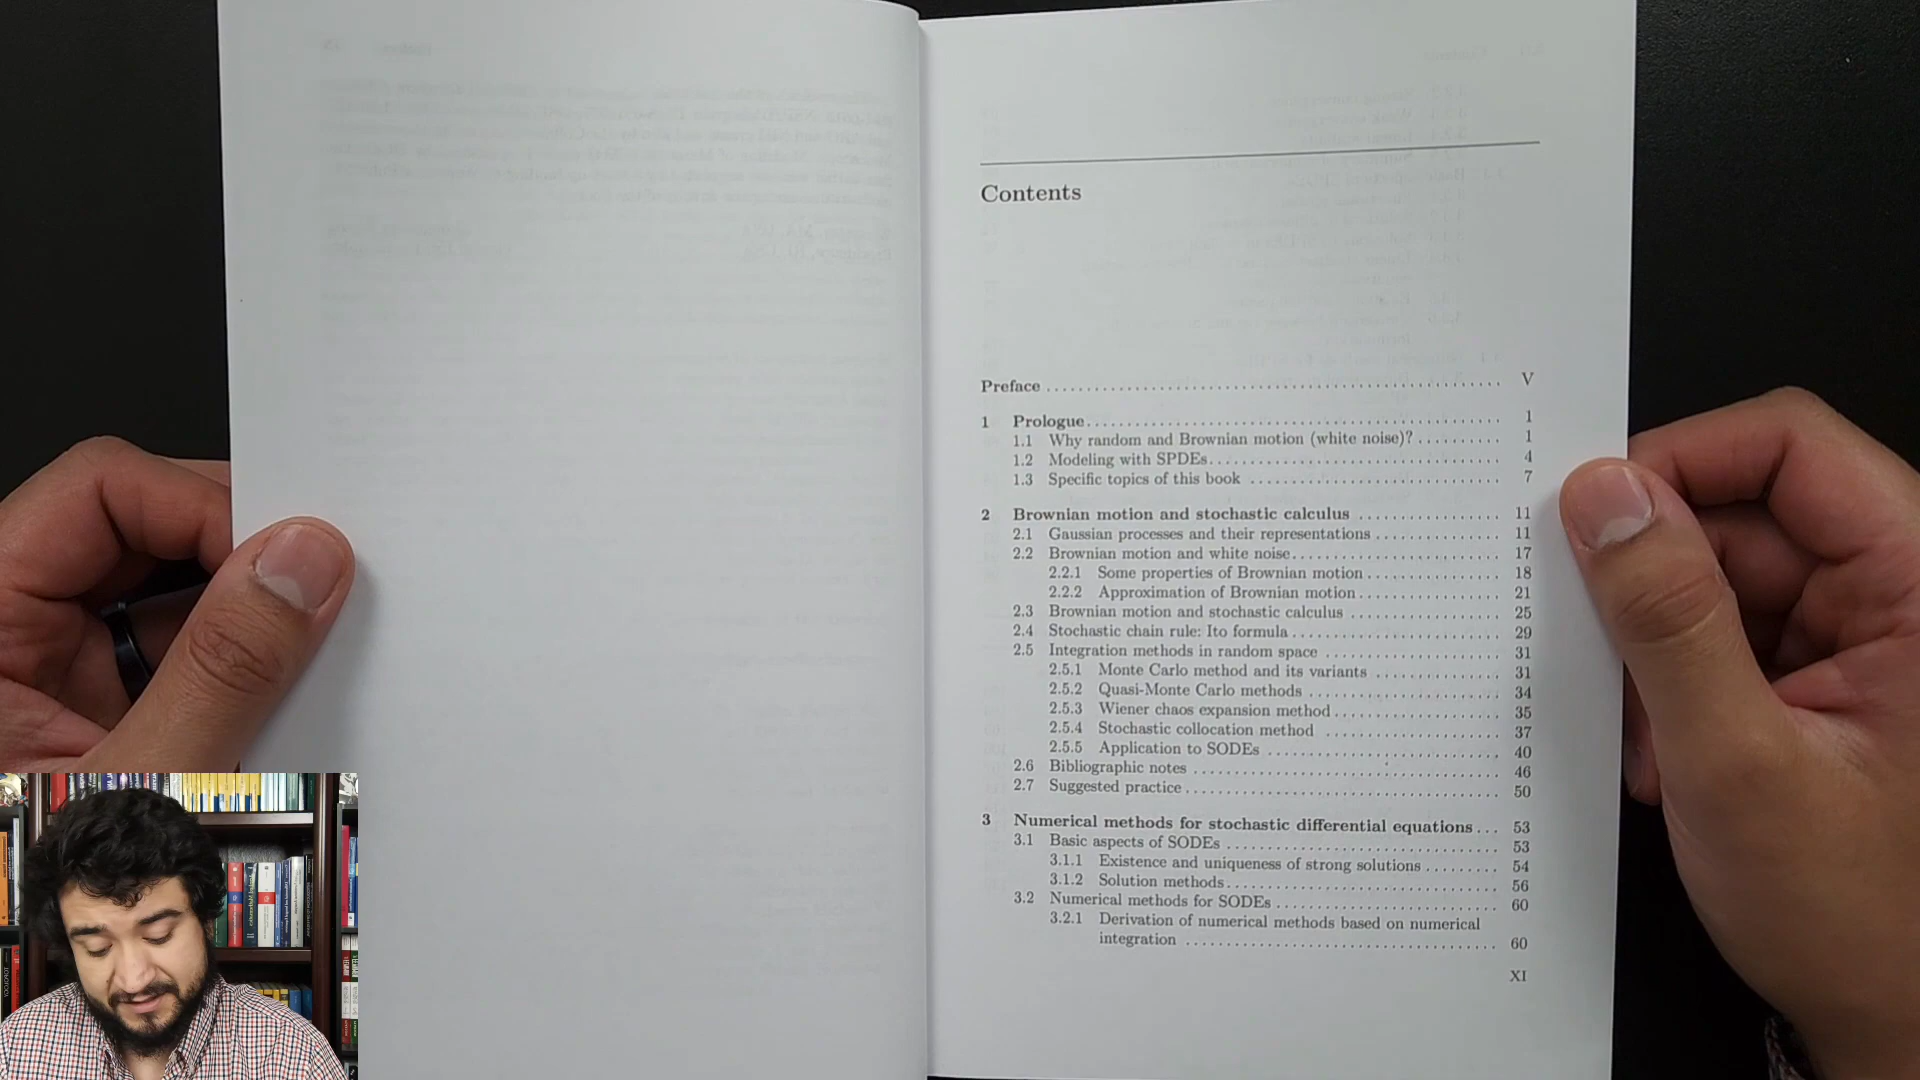 Contents
Preface ........ V
1 Prologue ........ 1
1.1 Why random and Brownian motion (white noise)? ........ 1
1.2 Modeling with SPDEs ........ 4
1.3 Specific topics of this book ........ 7
2 Brownian motion and stochastic calculus ........ 11
2.1 Gaussian processes and their representations ........ 11
2.2 Brownian motion and white noise ........ 17
2.2.1 Some properties of Brownian motion ........ 18
2.2.2 Approximation of Brownian motion ........ 21
2.3 Brownian motion and stochastic calculus ........ 25
2.4 Stochastic chain rule: Ito formula ........ 29
2.5 Integration methods in random space ........ 31
2.5.1 Monte Carlo method and its variants ........ 31
2.5.2 Quasi-Monte Carlo methods ........ 34
2.5.3 Wiener chaos expansion method ........ 35
2.5.4 Stochastic collocation method ........ 37
2.5.5 Application to SODEs ........ 40
2.6 Bibliographic notes ........ 46
2.7 Suggested practice ........ 50
3 Numerical methods for stochastic differential equations ... 53
3.1 Basic aspects of SODEs ........ 53
3.1.1 Existence and uniqueness of strong solutions ........ 54
3.1.2 Solution methods ........ 56
3.2 Numerical methods for SODEs ........ 60
3.2.1 Derivation of numerical methods based on numerical
integration ........ 60
XI